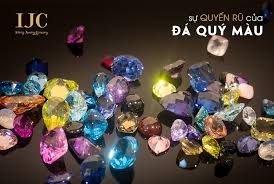 IJC
sự QUYẾN RŨ của
ĐÁ QUÝ MÀU